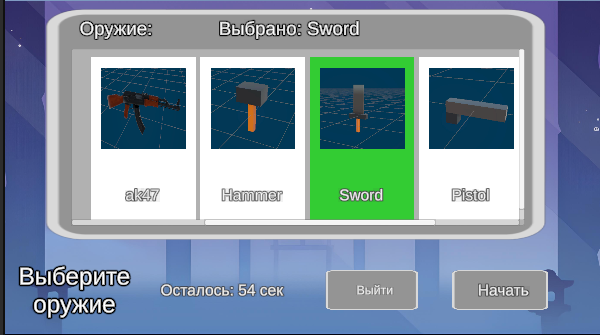 Оружие: Выбрано: Sword
ak47 Hammer Sword Pistol
Выберите
оружие
Осталось: 54 сек
Выйти
Начать